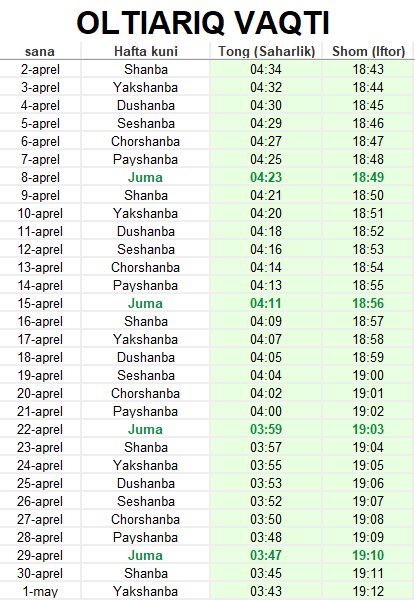 OLTIARIQ VAQTI
sana Hafta kuni Tong (Saharlik) Shom (Iftor)
2-aprel Shanba 04:34 18:43
3-aprel Yakshanba 04:32 18:44
4-aprel Dushanba 04:30 18:45
5-aprel Seshanba 04:29 18:46
6-aprel Chorshanba 04:27 18:47
7-aprel Payshanba 04:25 18:48
8-aprel Juma 04:23 18:49
9-aprel Shanba 04:21 18:50
10-aprel Yakshanba 04:20 18:51
11-aprel Dushanba 04:18 18:52
12-aprel Seshanba 04:16 18:53
13-aprel Chorshanba 04:14 18:54
14-aprel Payshanba 04:13 18:55
15-aprel Juma 04:11 18:56
16-aprel Shanba 04:09 18:57
17-aprel Yakshanba 04:07 18:58
18-aprel Dushanba 04:05 18:59
19-aprel Seshanba 04:04 19:00
20-aprel Chorshanba 04:02 19:01
21-aprel Payshanba 04:00 19:02
22-aprel Juma 03:59 19:03
23-aprel Shanba 03:57 19:04
24-aprel Yakshanba 03:55 19:05
25-aprel Dushanba 03:53 19:06
26-aprel Seshanba 03:52 19:07
27-aprel Chorshanba 03:50 19:08
28-aprel Payshanba 03:48 19:09
29-aprel Juma 03:47 19:10
30-aprel Shanba 03:45 19:11
1-may Yakshanba 03:43 19:12